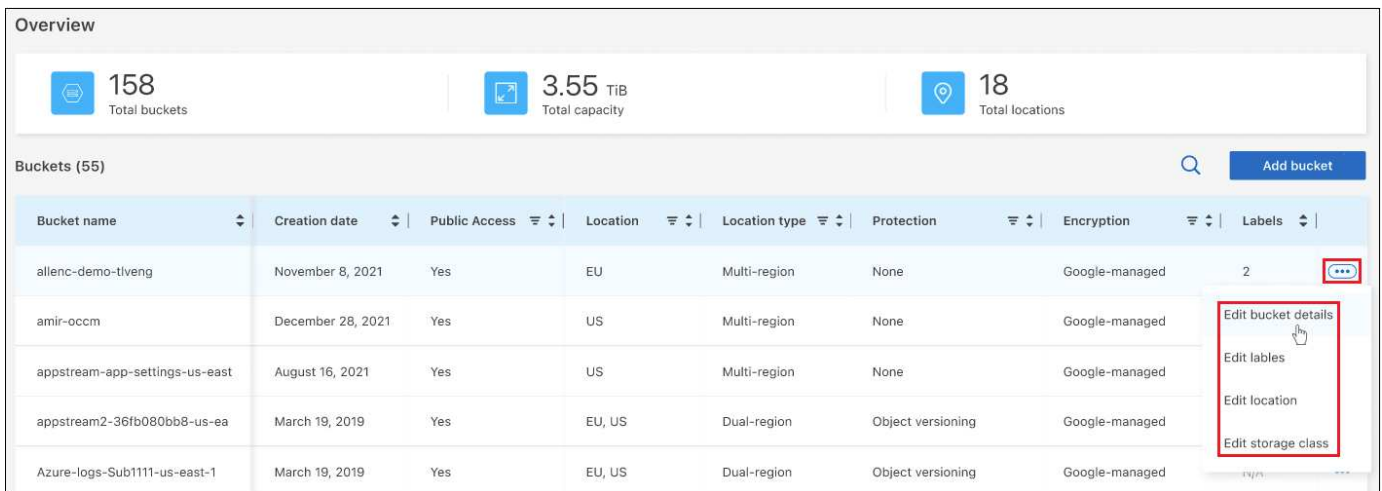 Overview
158
Total buckets
3.55 TiB
Total capacity
18
Total locations
Buckets (55)
Add bucket
Bucket name Creation date Public Access Location Location type Protection Encryption Labels
allenc-demo-tlveng November 8, 2021 Yes EU Multi-region None Google-managed 2
amir-occm December 28, 2021 Yes US Multi-region None Google-managed
Edit bucket details
Edit lables
appstream-app-settings-us-east August 16, 2021 Yes US Multi-region None Google-managed
Edit location
appstream2-36fb080bb8-us-ea March 19, 2019 Yes EU, US Dual-region Object versioning Google-managed
Edit storage class
Azure-logs-Sub1111-us-east-1 March 19, 2019 Yes EU, US Dual-region Object versioning Google-managed N/A